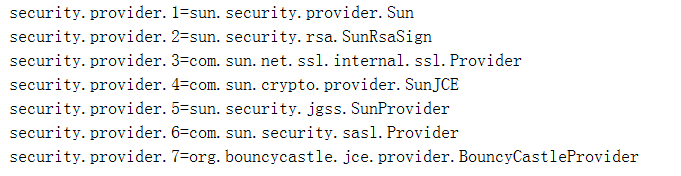 security.provider.1=sun.security.provider.Sun
security.provider.2=sun.security.rsa.SunRsaSign
security.provider.3=com.sun.net.ssl.internal.ssl.Provider
security.provider.4=com.sun.crypto.provider.SunJCE
security.provider.5=sun.security.jgss.SunProvider
security.provider.6=com.sun.security.sasl.Provider
security.provider.7=org.bouncycastle.jce.provider.BouncyCastleProvider